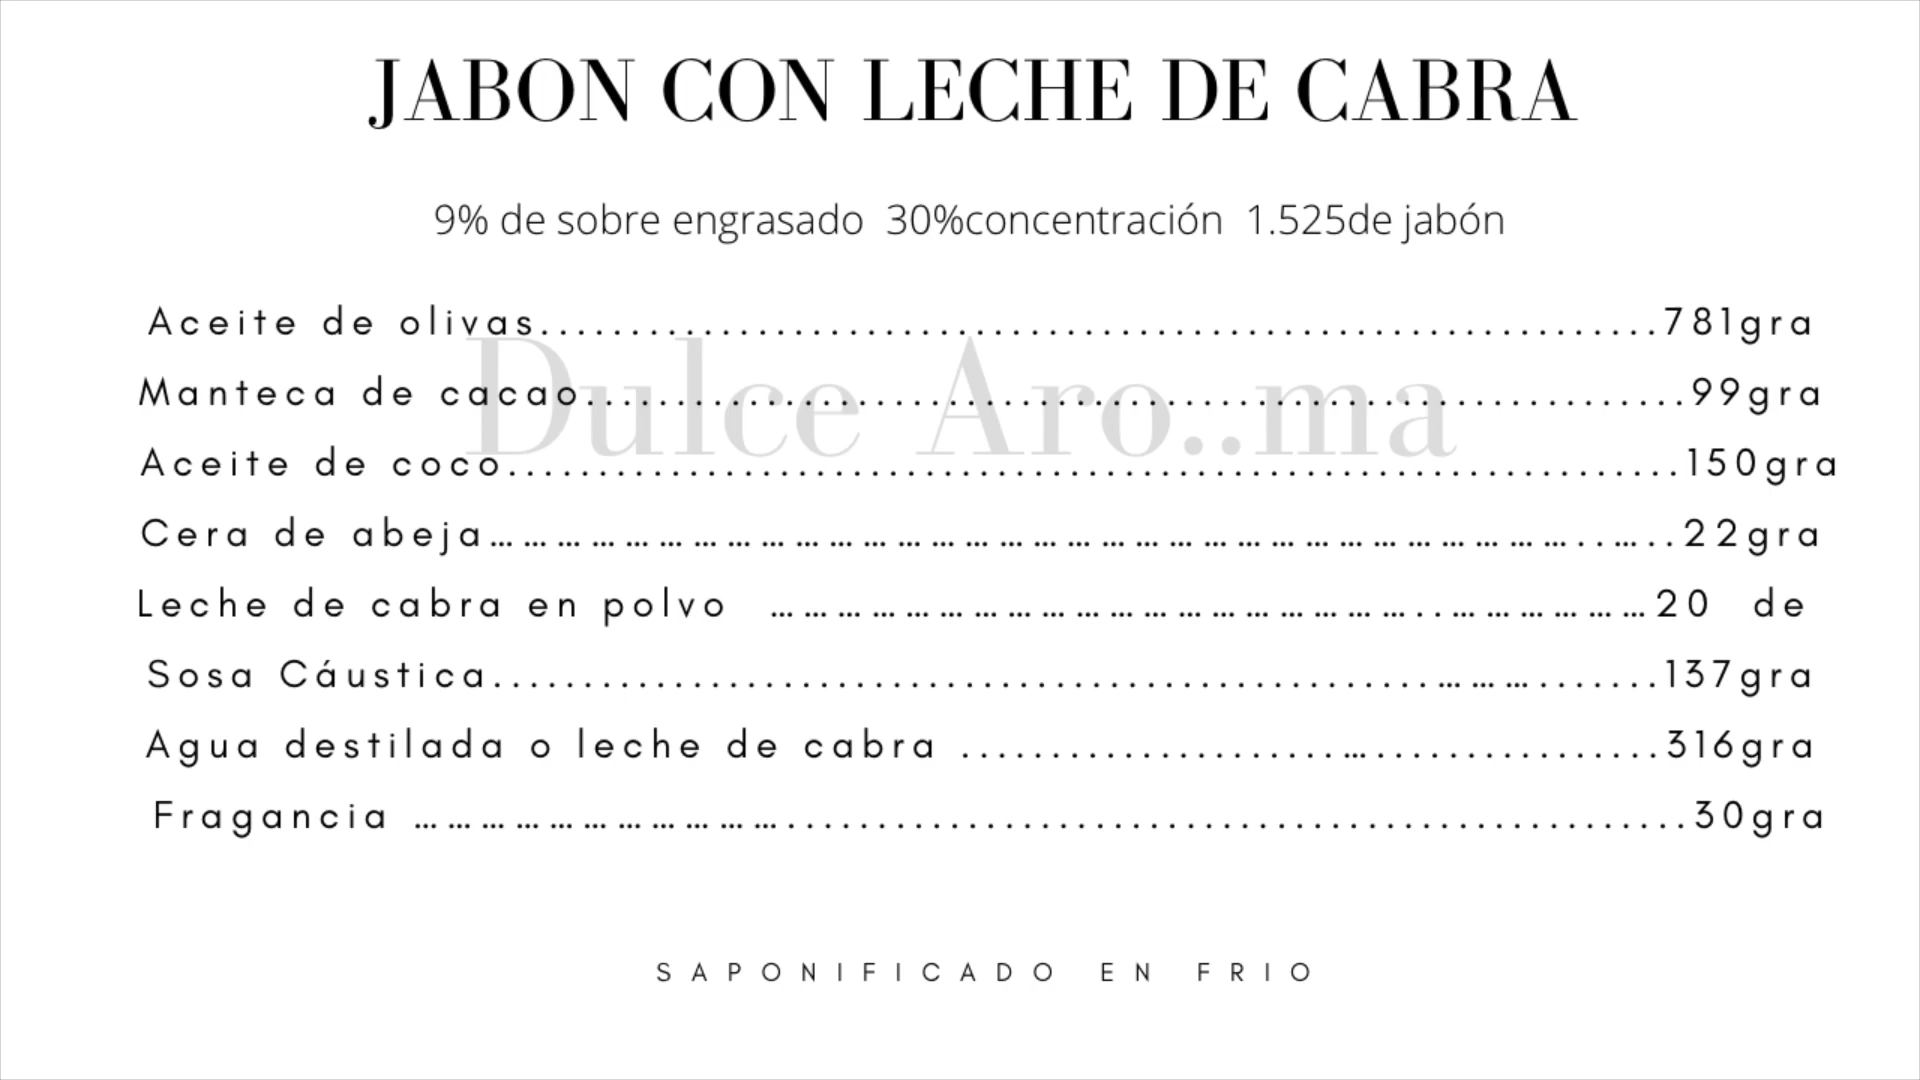 JABON CON LECHE DE CABRA
9% de sobre engrasado 30%concentración 1.525de jabón
Aceite de olivas..............................................................781gra
Dulce Aro..ma
Manteca de cacao.............................................................99gra
Aceite de coco.................................................................150gra
Cera de abeja… … … … … … … … … … … … … … … … … … … … … … … … … … … … … … … …..…..22gra
Leche de cabra en polvo … … … … … … … … … … … … … … … … … … …..… … … … … …20 de
Sosa Cáustica....................................................… … ….......137gra
Agua destilada o leche de cabra .....................…................316gra
Fragancia … … … … … … … … … … …..................................................30gra
SAPONIFICADO EN FRIO